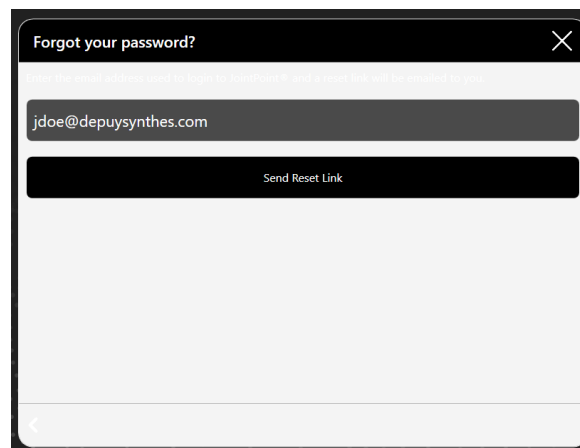 Forgot your password?
Enter the email address used to login to JointPoint® and a reset link will be emailed to you.
jdoe@depuysynthes.com
Send Reset Link